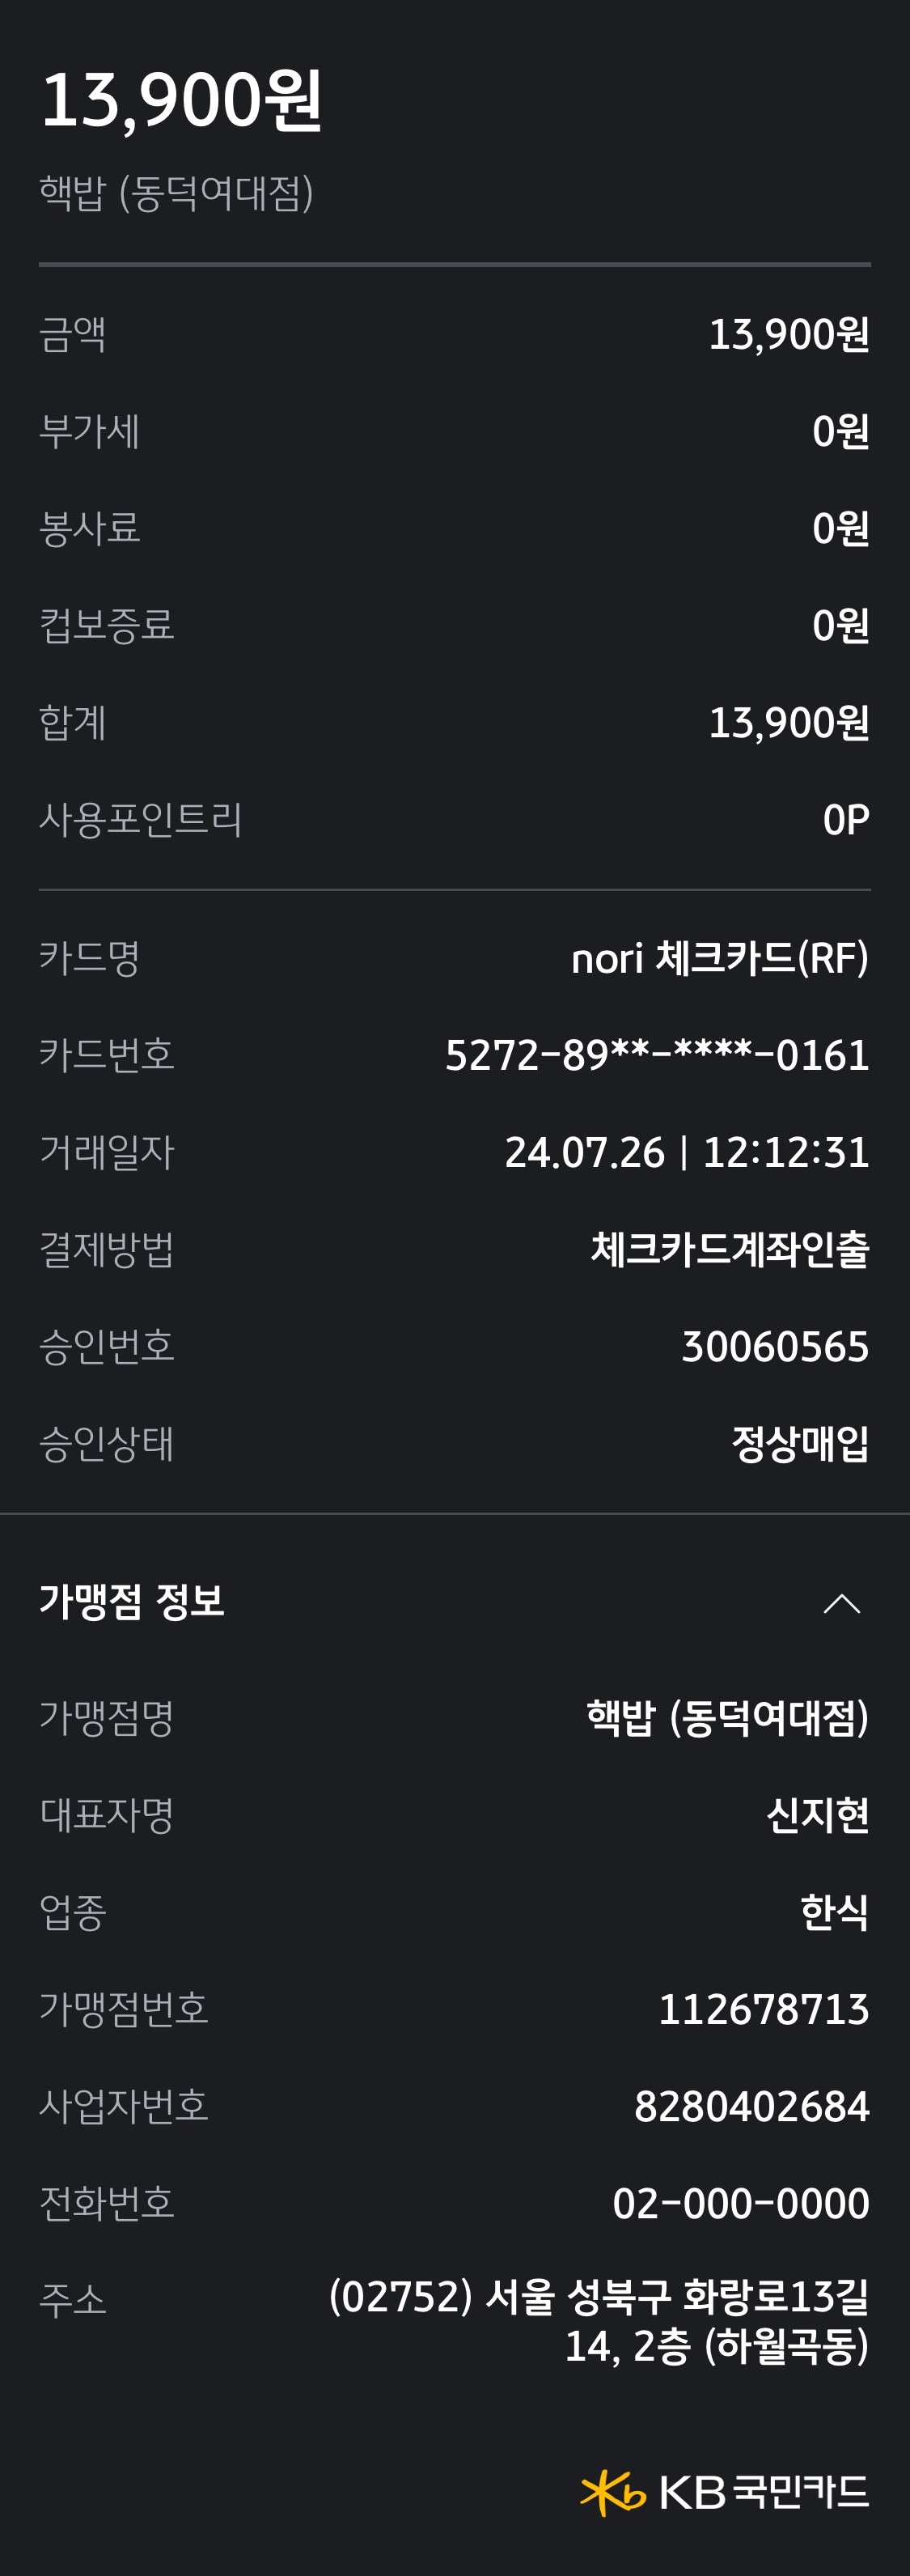 13,900원
핵밥 (동덕여대점)
금액 13,900원
부가세 0원
봉사료 0원
컵보증료 0원
합계 13,900원
사용포인트리 0P
카드명 nori 체크카드(RF)
카드번호 5272-89**-****-0161
거래일자 24.07.26 | 12:12:31
결제방법 체크카드계좌인출
승인번호 30060565
승인상태 정상매입
가맹점 정보
가맹점명 핵밥 (동덕여대점)
대표자명 신지현
업종 한식
가맹점번호 112678713
사업자번호 8280402684
전화번호 02-000-0000
주소 (02752) 서울 성북구 화랑로13길
14, 2층 (하월곡동)
KB 국민카드